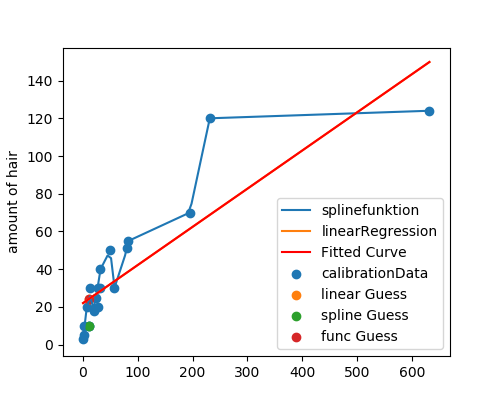 140
120
100
80
60
40
20
0
amount of hair
splinefunktion
linearRegression
Fitted Curve
calibrationData
linear Guess
spline Guess
func Guess
0 100 200 300 400 500 600